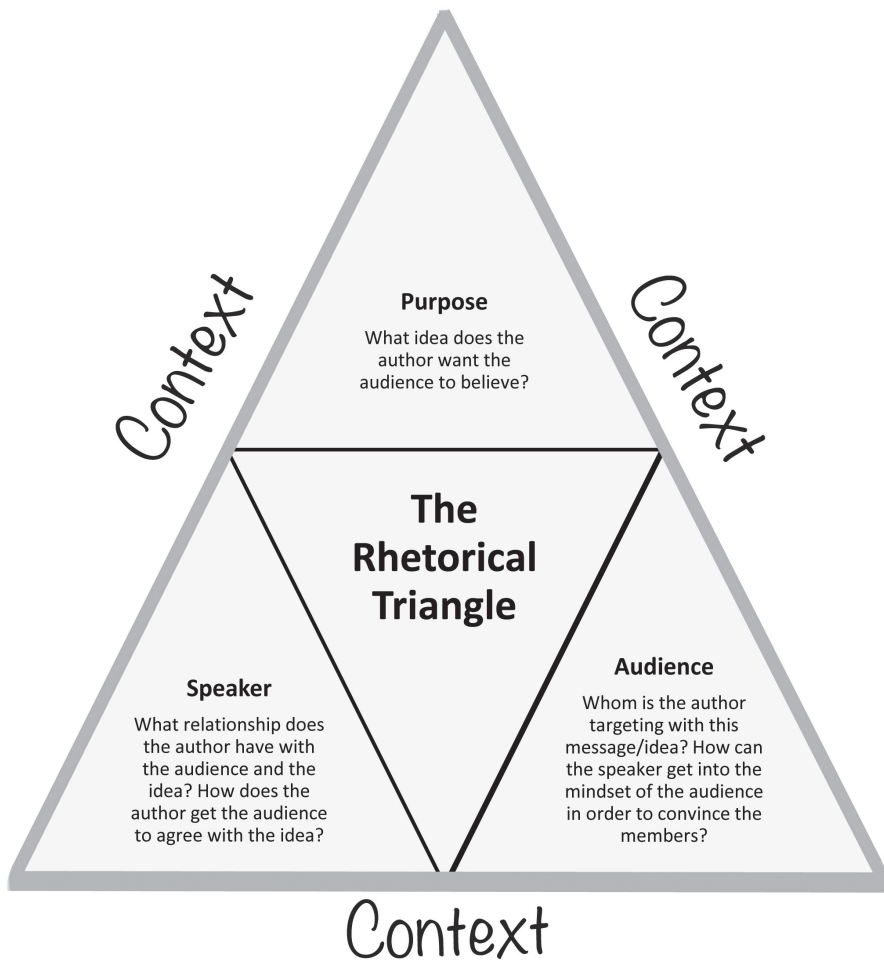 Context
Context
Purpose
What idea does the
author want the
audience to believe?
The
Rhetorical
Triangle
Speaker
What relationship does
the author have with
the audience and the
idea? How does the
author get the audience
to agree with the idea?
Audience
Whom is the author
targeting with this
message/idea? How can
the speaker get into the
mindset of the audience
in order to convince the
members?
Context